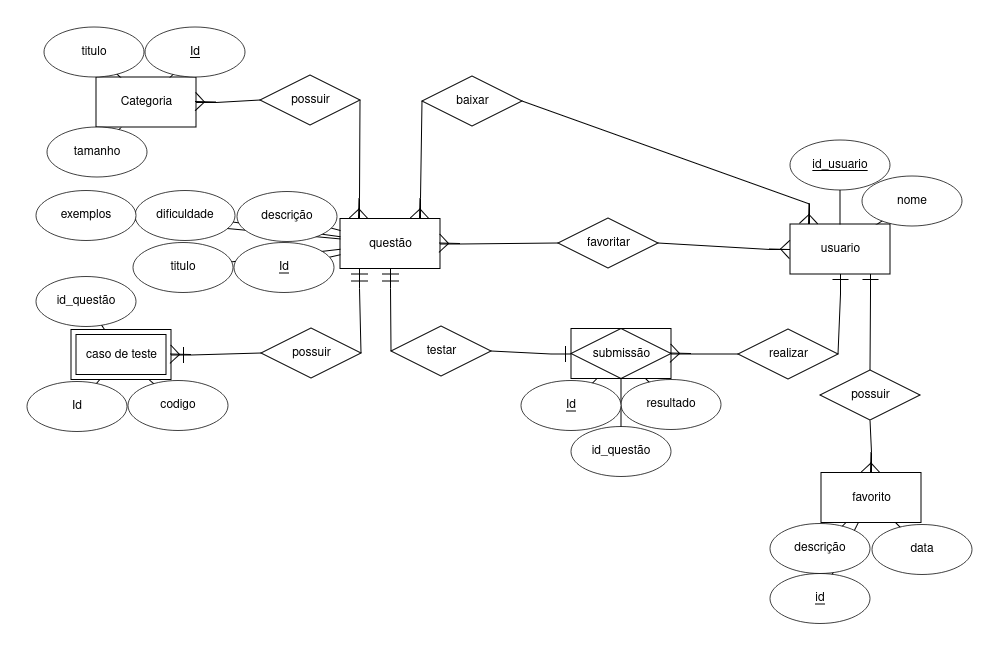 titulo
Id
Categoria
possuir
baixar
tamanho
id_usuario
nome
exemplos
dificuldade
descrição
questão
favoritar
usuario
titulo
Id
id_questão
caso de teste
possuir
testar
submissão
realizar
Id
codigo
Id
resultado
possuir
id_questão
favorito
descrição
data
id